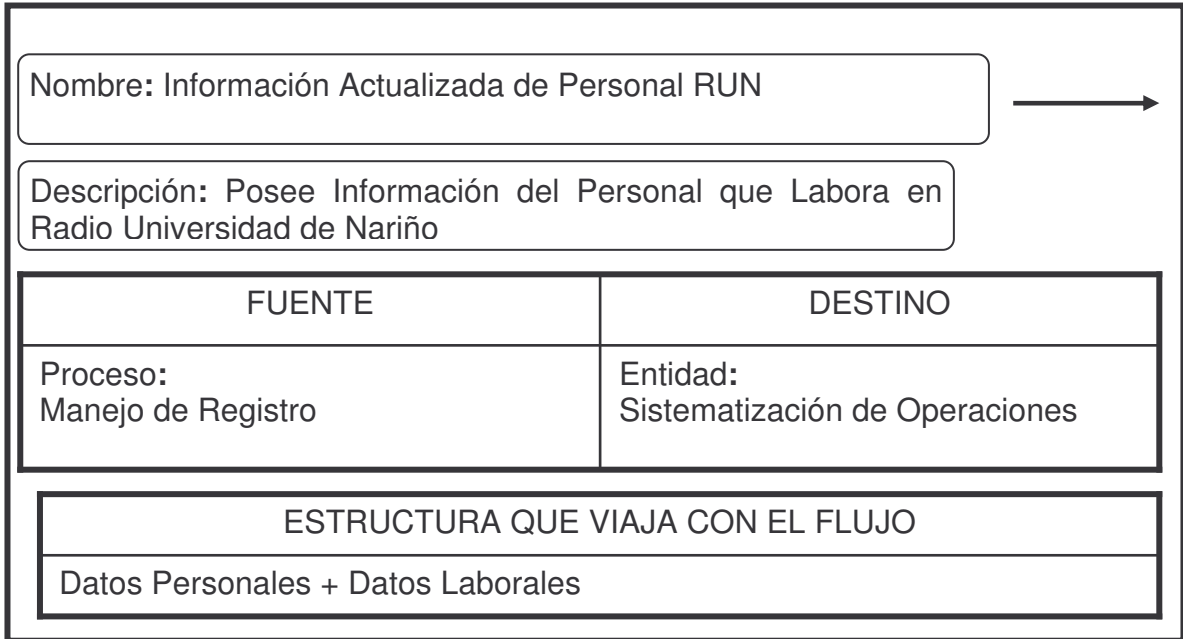 Nombre: Información Actualizada de Personal RUN
Descripción: Posee Información del Personal que Labora en
Radio Universidad de Nariño
FUENTE
DESTINO
Proceso:
Manejo de Registro
Entidad:
Sistematización de Operaciones
ESTRUCTURA QUE VIAJA CON EL FLUJO
Datos Personales + Datos Laborales